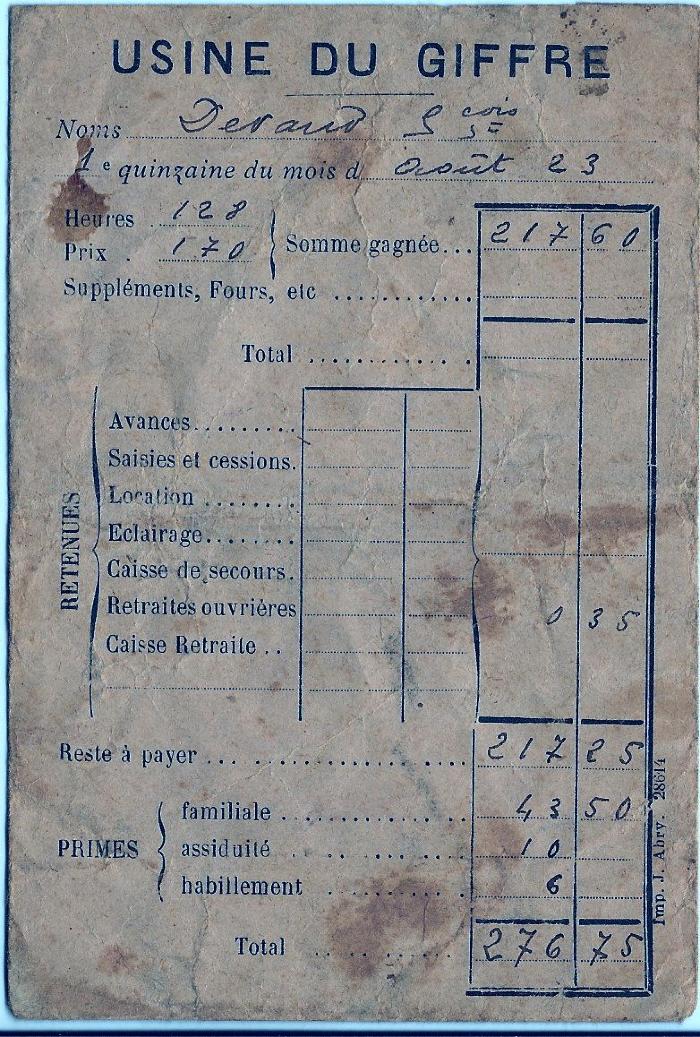 USINE DU GIFFRE
Noms Devaud
1e quinzaine du mois d août 23
Heures 128
Prix . 170
Somme gagnée... 217 60
Suppléments, Fours, etc ............
Total ............
RETENUES
Avances.........
Saisies et cessions.
Location ........
Eclairage........
Caisse de secours.
Retraites ouvrières 0 35
Caisse Retraite ..
Reste à payer ... 217 25
PRIMES
familiale ............ 43 50
assiduité ............ 10
habillement ............ 6
Total ............ 276 75
Imp. J. Abry. 28614